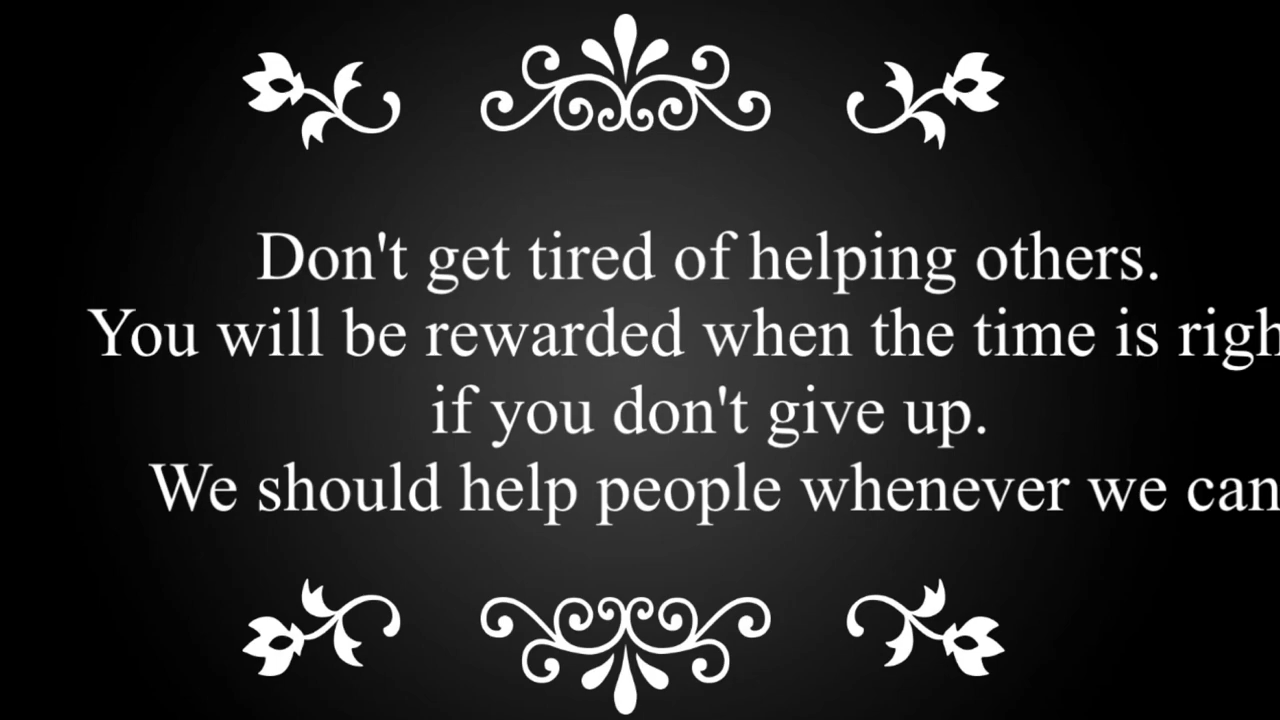 Don't get tired of helping others.
You will be rewarded when the time is righ
if you don't give up.
We should help people whenever we can